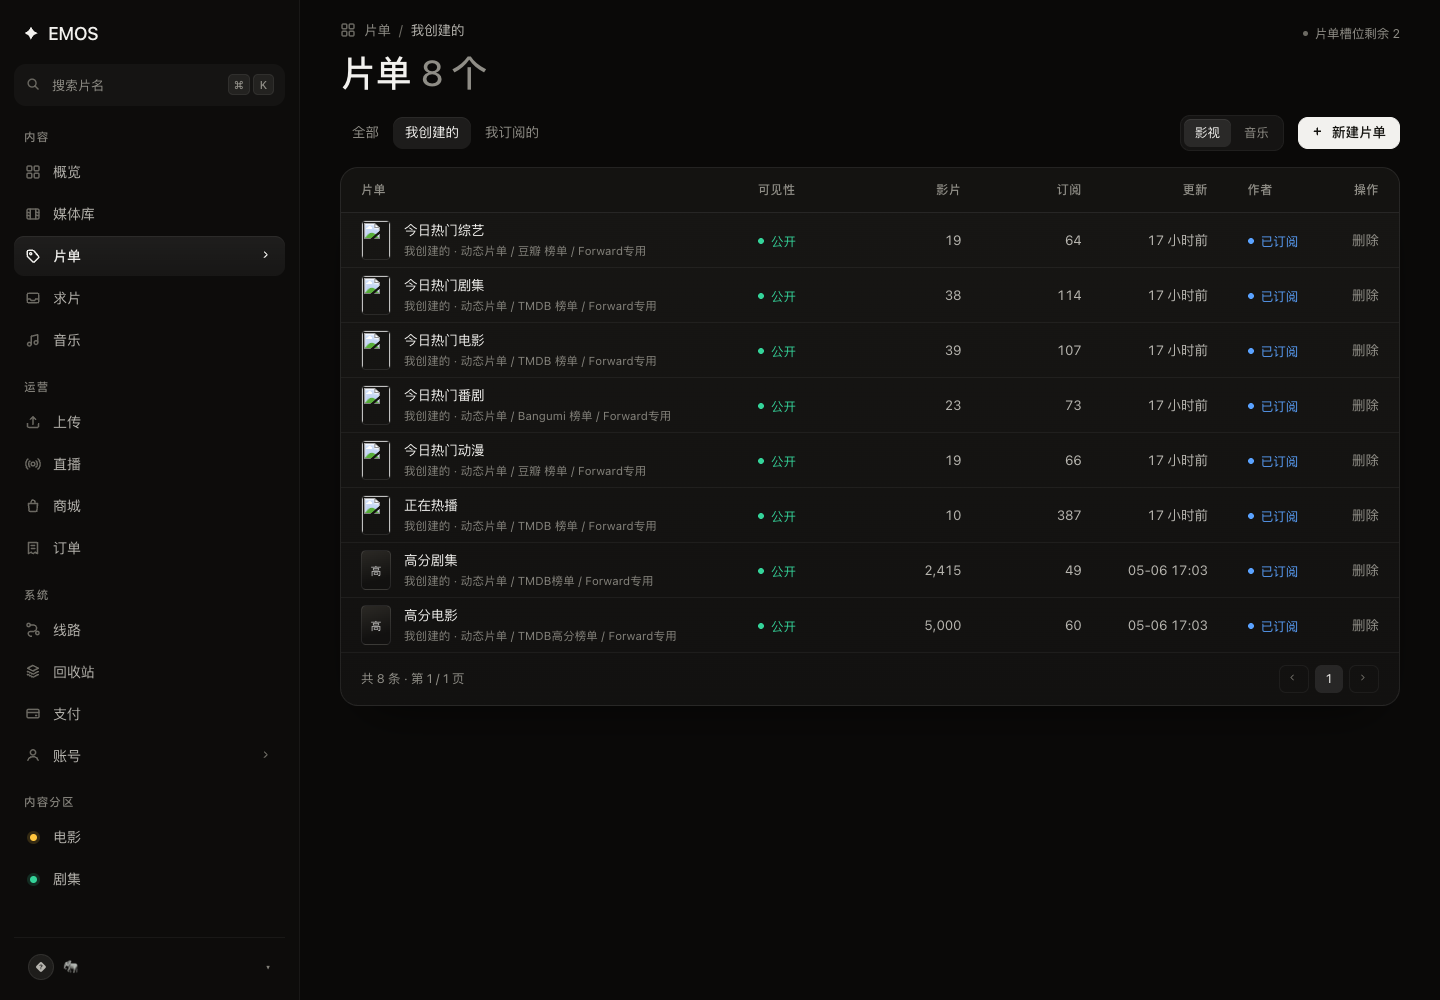 EMOS
搜索片名 ⌘ K
内容
概览
媒体库
片单
求片
音乐
运营
上传
直播
商城
订单
系统
线路
回收站
支付
账号
内容分区
电影
剧集
片单 / 我创建的
片单槽位剩余 2
片单 8 个
全部 我创建的 我订阅的
影视 音乐
+ 新建片单
片单 可见性 影片 订阅 更新 作者 操作
今日热门综艺
我创建的 · 动态片单 / 豆瓣 榜单 / Forward专用
公开 19 64 17 小时前 已订阅 删除
今日热门剧集
我创建的 · 动态片单 / TMDB 榜单 / Forward专用
公开 38 114 17 小时前 已订阅 删除
今日热门电影
我创建的 · 动态片单 / TMDB 榜单 / Forward专用
公开 39 107 17 小时前 已订阅 删除
今日热门番剧
我创建的 · 动态片单 / Bangumi 榜单 / Forward专用
公开 23 73 17 小时前 已订阅 删除
今日热门动漫
我创建的 · 动态片单 / 豆瓣 榜单 / Forward专用
公开 19 66 17 小时前 已订阅 删除
正在热播
我创建的 · 动态片单 / TMDB 榜单 / Forward专用
公开 10 387 17 小时前 已订阅 删除
高
高分剧集
我创建的 · 动态片单 / TMDB榜单 / Forward专用
公开 2,415 49 05-06 17:03 已订阅 删除
高
高分电影
我创建的 · 动态片单 / TMDB高分榜单 / Forward专用
公开 5,000 60 05-06 17:03 已订阅 删除
共 8 条 · 第 1 / 1 页
1